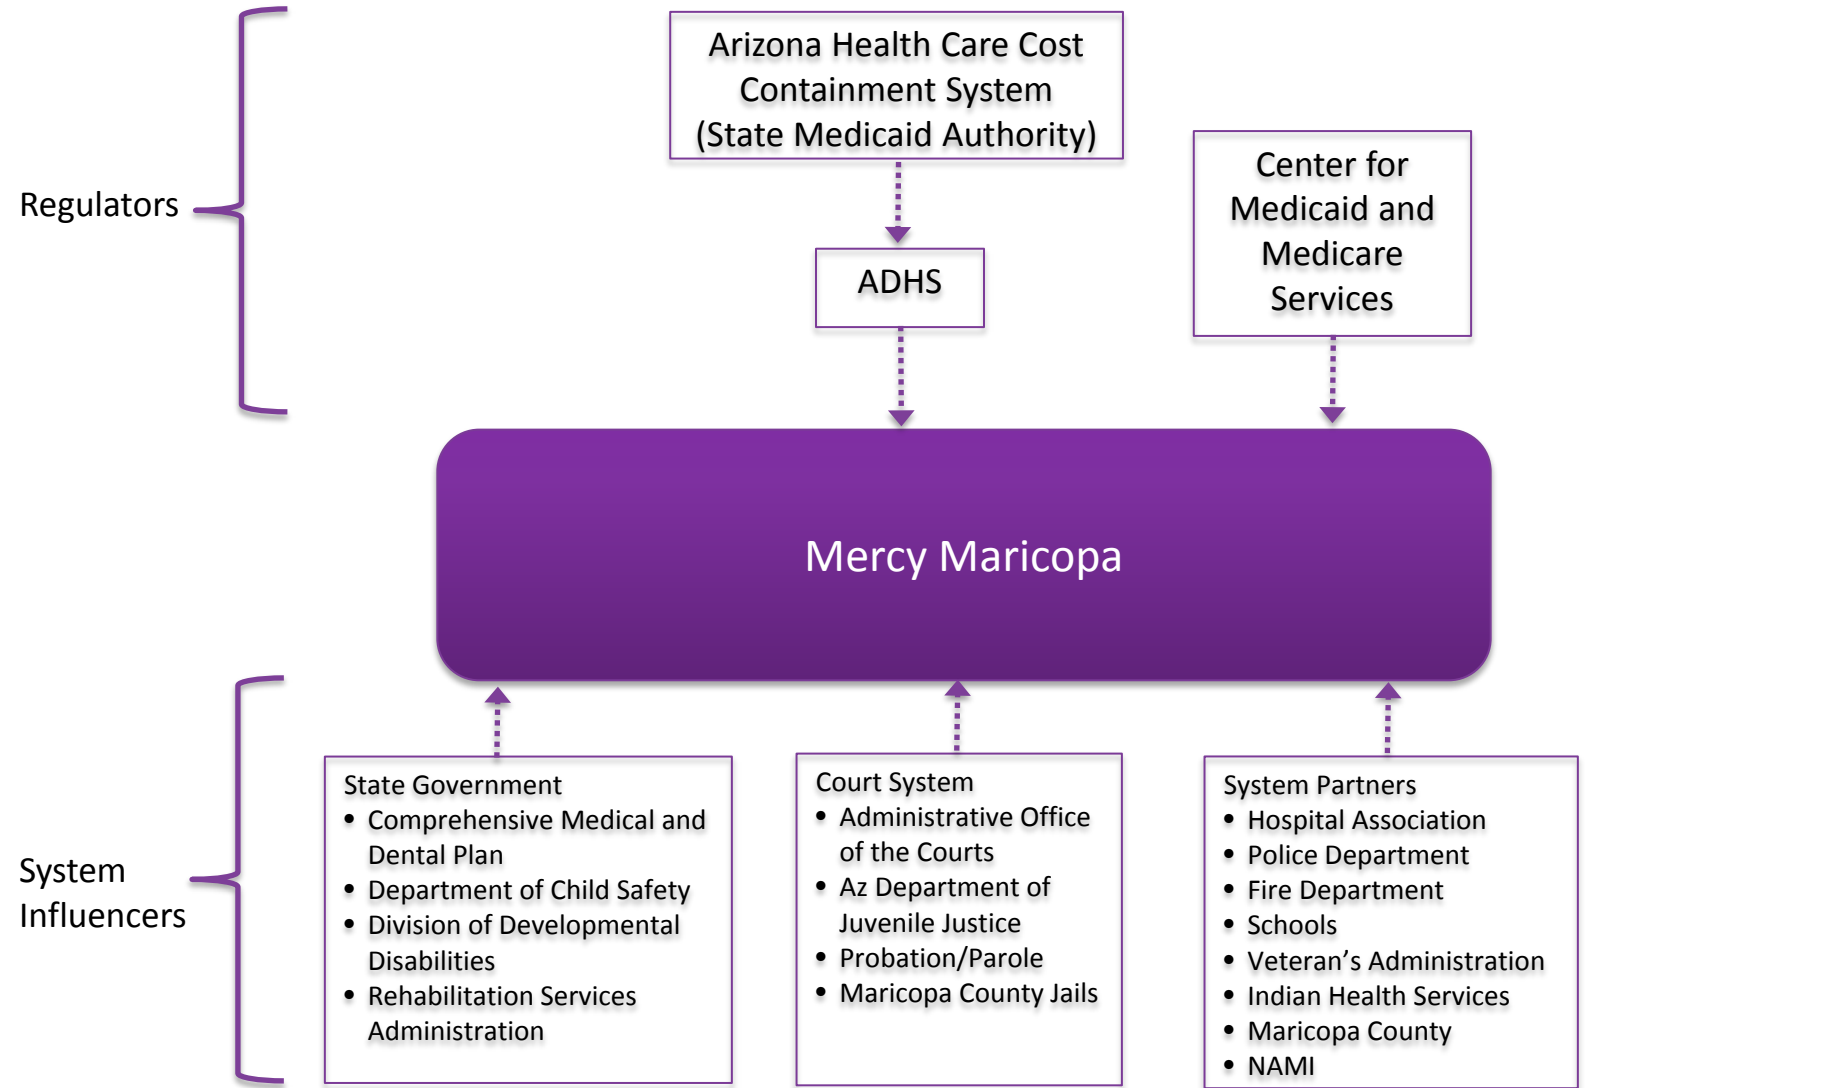 Arizona Health Care Cost
Containment System
(State Medicaid Authority)
Center for
Medicaid and
Medicare
Services
Regulators
ADHS
Mercy Maricopa
System
Influencers
State Government
• Comprehensive Medical and
Dental Plan
• Department of Child Safety
• Division of Developmental
Disabilities
• Rehabilitation Services
Administration
Court System
• Administrative Office
of the Courts
• Az Department of
Juvenile Justice
• Probation/Parole
• Maricopa County Jails
System Partners
• Hospital Association
• Police Department
• Fire Department
• Schools
• Veteran’s Administration
• Indian Health Services
• Maricopa County
• NAMI